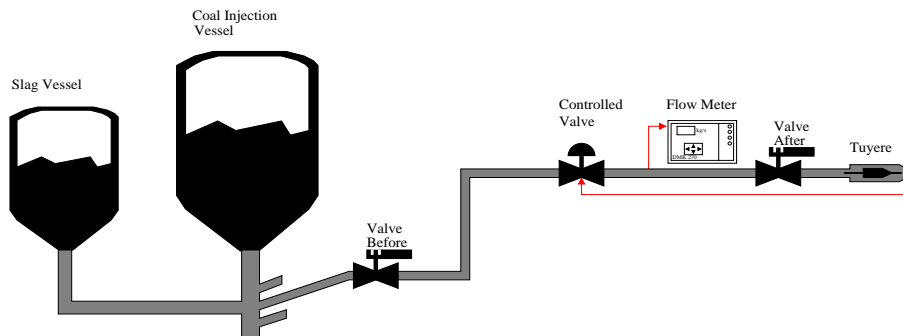 Coal Injection
Vessel
Slag Vessel
Controlled
Valve
Flow Meter
kg/s
DMK 270
Valve
After
Tuyere
Valve
Before